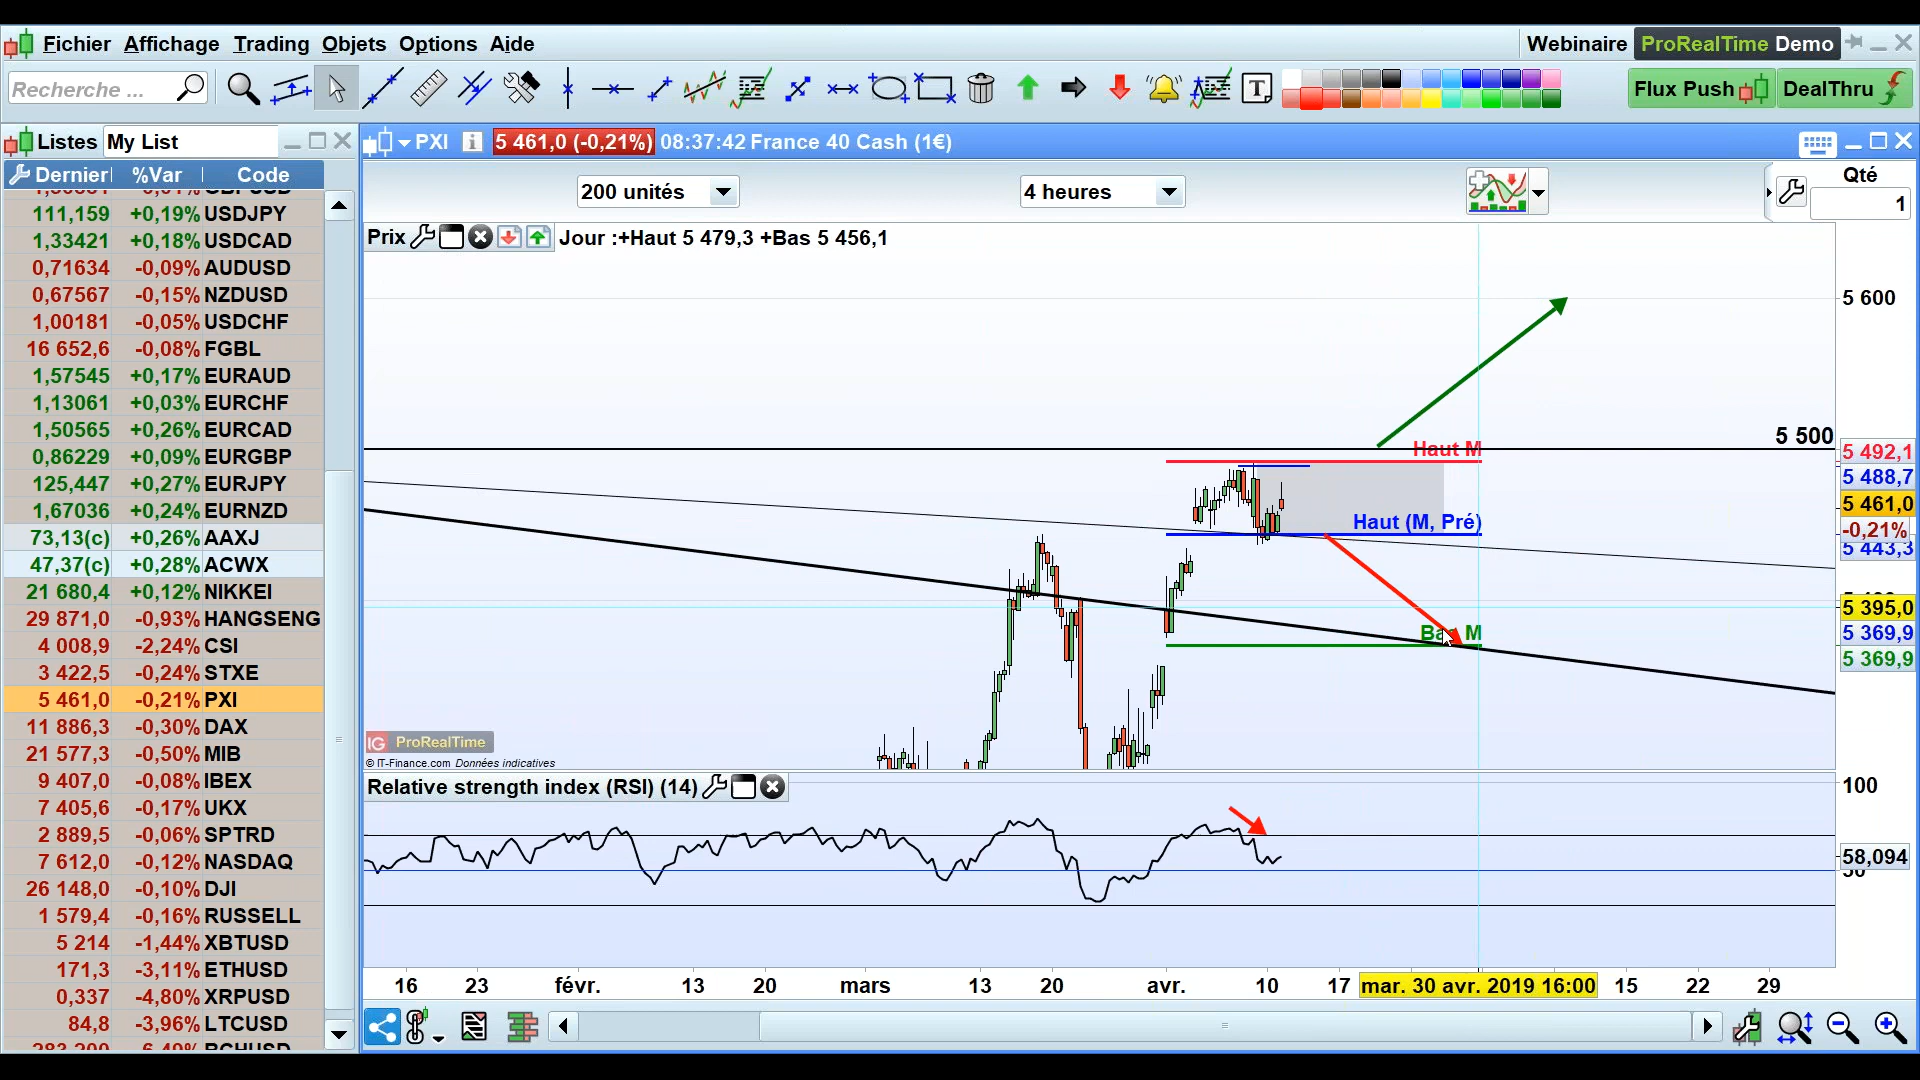 Fichier Affichage Trading Objets Options Aide
Webinaire ProRealTime Demo
Recherche ...
Flux Push DealThru
Listes My List
Dernier %Var Code
111,159 +0,19% USDJPY
1,33421 +0,18% USDCAD
0,71634 -0,09% AUDUSD
0,67567 -0,15% NZDUSD
1,00181 -0,05% USDCHF
16 652,6 -0,08% FGBL
1,57545 +0,17% EURAUD
1,13061 +0,03% EURCHF
1,50565 +0,26% EURCAD
0,86229 +0,09% EURGBP
125,447 +0,27% EURJPY
1,67036 +0,24% EURNZD
73,13(c) +0,26% AAXJ
47,37(c) +0,28% ACWX
21 680,4 +0,12% NIKKEI
29 871,0 -0,93% HANGSENG
4 008,9 -2,24% CSI
3 422,5 -0,24% STXE
5 461,0 -0,21% PXI
11 886,3 -0,30% DAX
21 577,3 -0,50% MIB
9 407,0 -0,08% IBEX
7 405,6 -0,17% UKX
2 889,5 -0,06% SPTRD
7 612,0 -0,12% NASDAQ
26 148,0 -0,10% DJI
1 579,4 -0,16% RUSSELL
5 214 -1,44% XBTUSD
171,3 -3,11% ETHUSD
0,337 -4,80% XRPUSD
84,8 -3,96% LTCUSD
PXI i 5 461,0 (-0,21%) 08:37:42 France 40 Cash (1€)
200 unités
4 heures
Qté
1
Prix Jour :+Haut 5 479,3 +Bas 5 456,1
5 600
5 500
Haut M
5 492,1
5 488,7
5 461,0
Haut (M, Pré)
-0,21%
5 443,3
5 395,0
Bas M
5 369,9
5 369,9
IG ProRealTime
© IT-Finance.com Données indicatives
Relative strength index (RSI) (14)
100
58,094
16 23 févr. 13 20 mars 13 20 avr. 10 17 mar. 30 avr. 2019 16:00 15 22 29